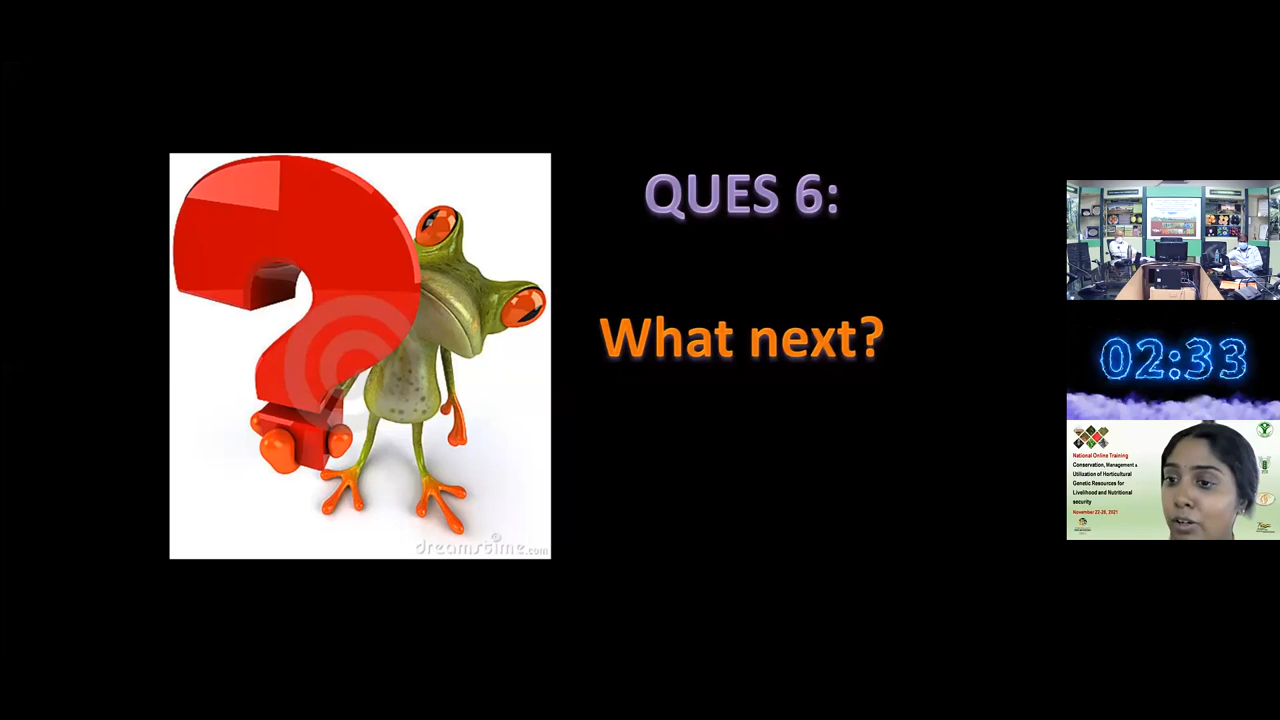 QUES 6:
What next?
dreamstime.com
02:33
National Online Training
Conservation, Management &
Utilization of Horticultural
Genetic Resources for
Livelihood and Nutritional
security
November 22-26, 2021